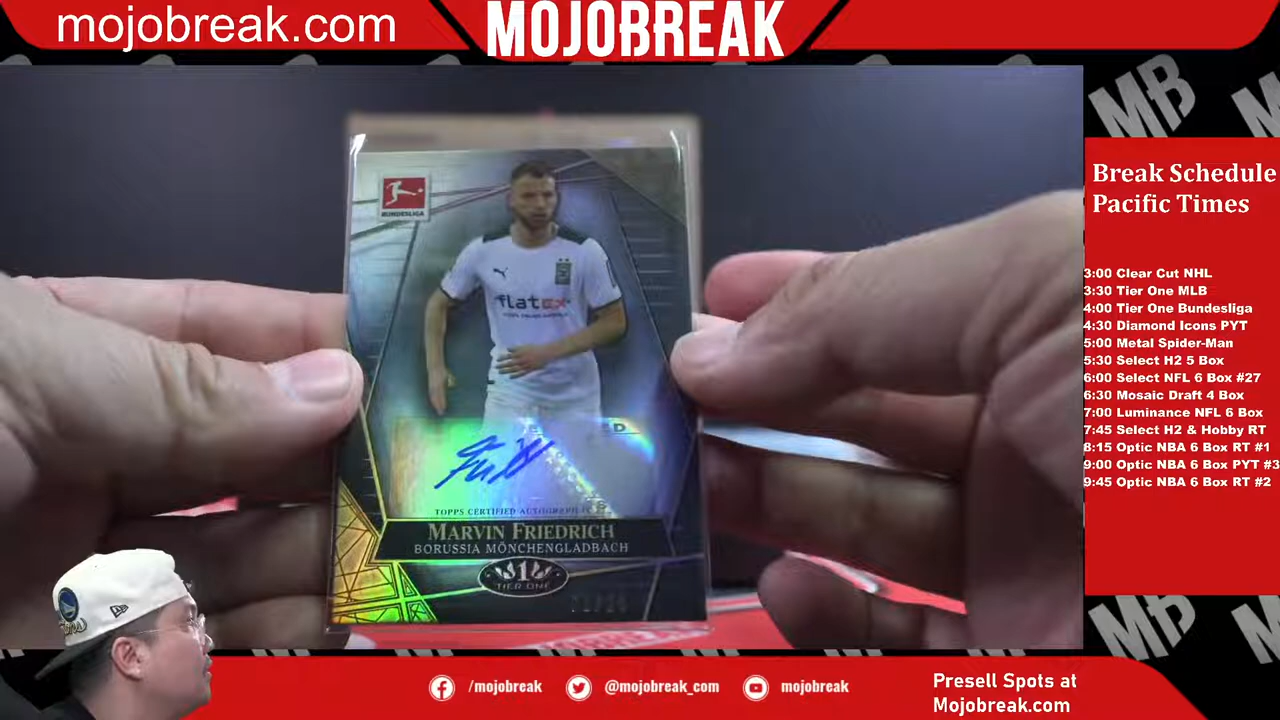 mojobreak.com
MOJOBREAK
MB
Break Schedule
Pacific Times
3:00 Clear Cut NHL
3:30 Tier One MLB
4:00 Tier One Bundesliga
4:30 Diamond Icons PYT
5:00 Metal Spider-Man
5:30 Select H2 5 Box
6:00 Select NFL 6 Box #27
6:30 Mosaic Draft 4 Box
7:00 Luminance NFL 6 Box
7:45 Select H2 & Hobby RT
8:15 Optic NBA 6 Box RT #1
9:00 Optic NBA 6 Box PYT #3
9:45 Optic NBA 6 Box RT #2
BUNDESLIGA
flatex
TOPPS CERTIFIED AUTOGRAPH
MARVIN FRIEDRICH
BORUSSIA MÖNCHENGLADBACH
1
TIER ONE
MB
/mojobreak
@mojobreak_com
mojobreak
Presell Spots at
Mojobreak.com